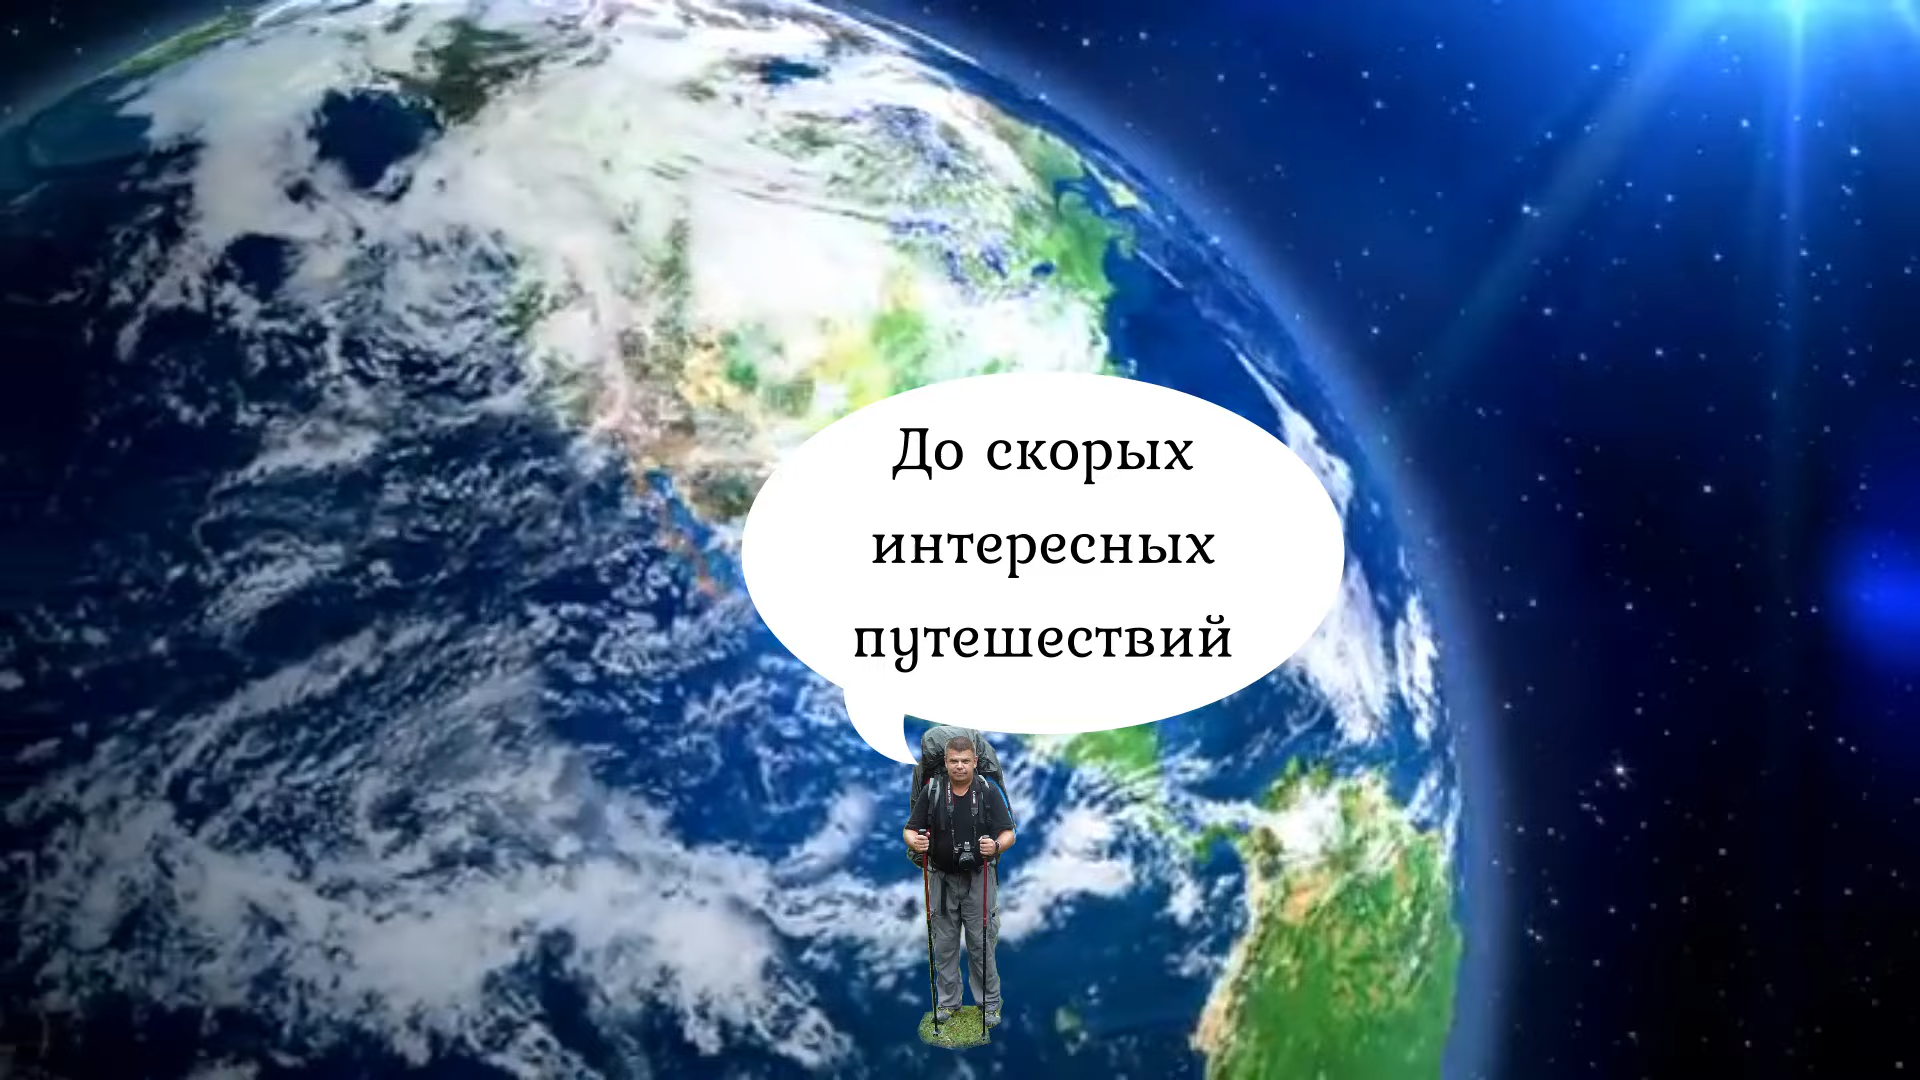 До скорых
интересных
путешествий